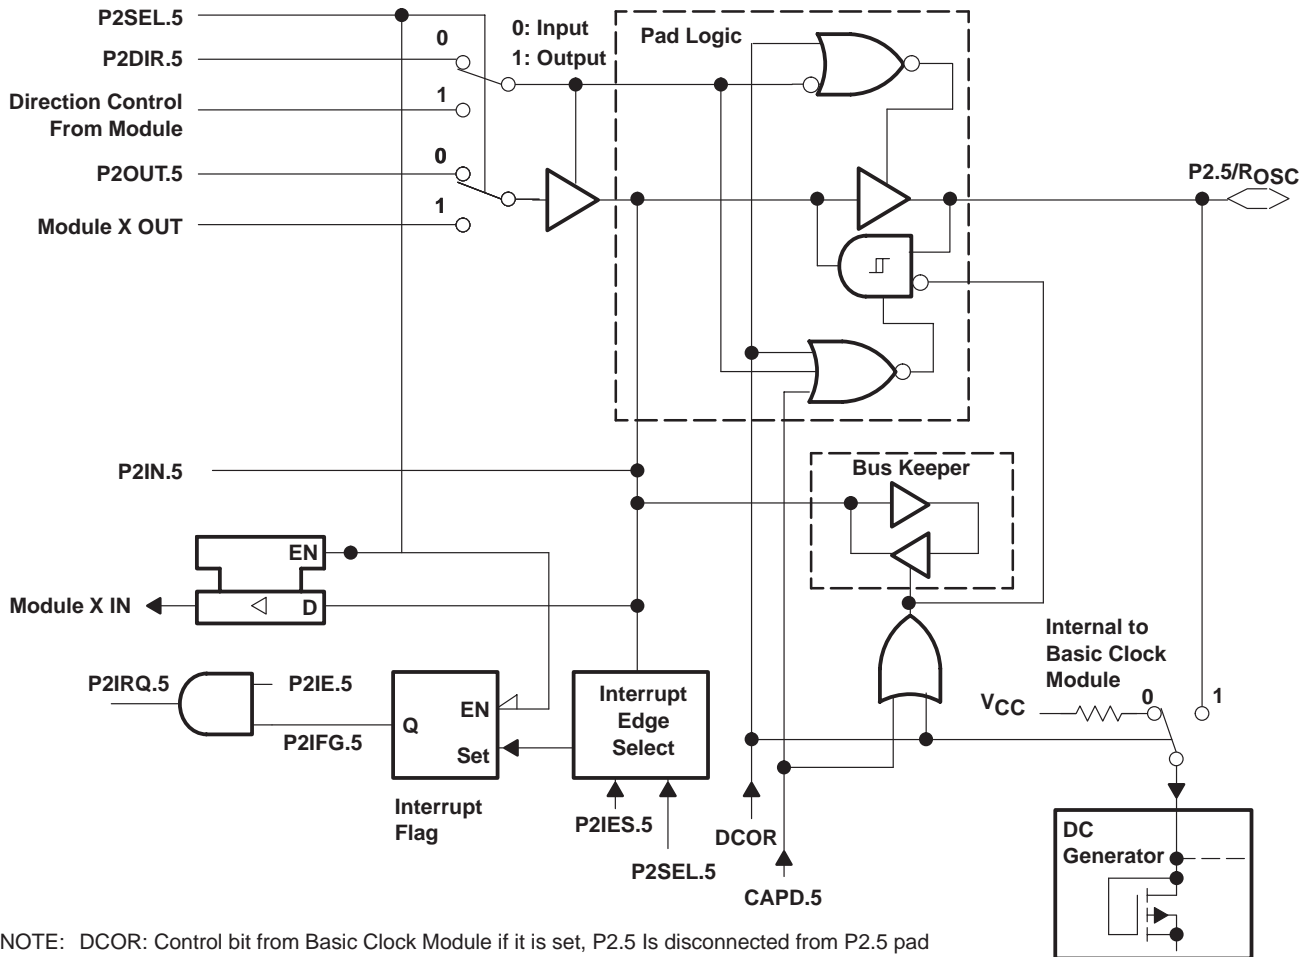 P2SEL.5
0: Input
1: Output
Pad Logic
0
P2DIR.5
1
Direction Control
From Module
0
P2OUT.5
1
Module X OUT
P2.5/ROSC
P2IN.5
Bus Keeper
EN
D
Module X IN
Internal to
Basic Clock
Module
0
1
VCC
P2IRQ.5
P2IE.5
P2IFG.5
Q
EN
Set
Interrupt
Edge
Select
Interrupt
Flag
P2IES.5
P2SEL.5
DCOR
CAPD.5
DC
Generator
NOTE: DCOR: Control bit from Basic Clock Module if it is set, P2.5 Is disconnected from P2.5 pad